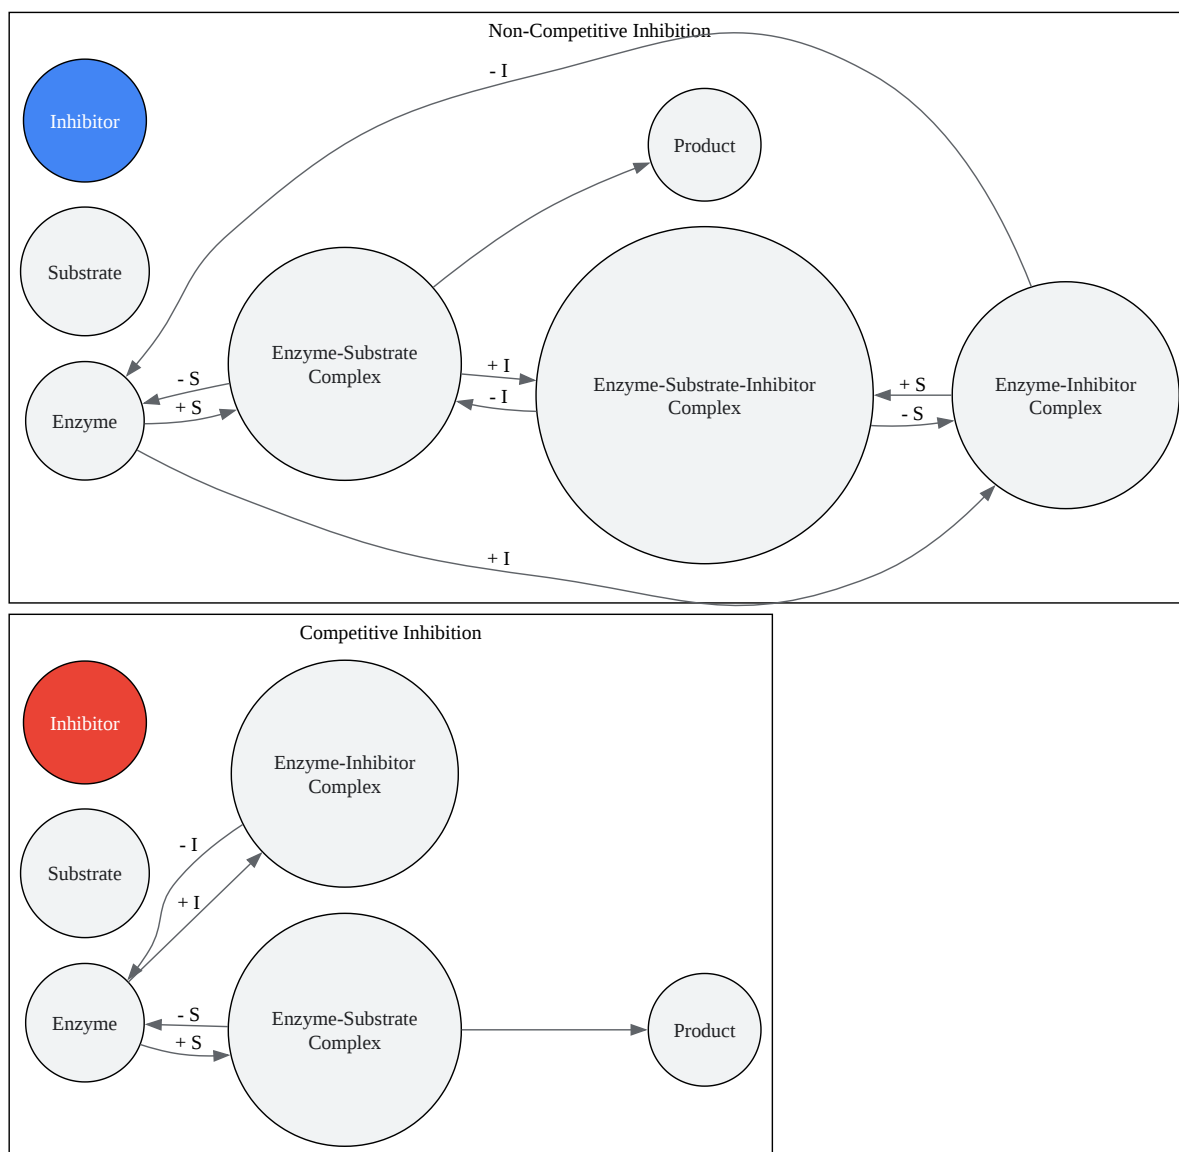 Non-Competitive Inhibition
- I
Inhibitor
Product
Substrate
Enzyme-Substrate
Complex
- S
+ S
Enzyme
+ I
- I
Enzyme-Substrate-Inhibitor
Complex
+ S
- S
Enzyme-Inhibitor
Complex
+ I
Competitive Inhibition
Inhibitor
Enzyme-Inhibitor
Complex
- I
Substrate
+ I
Enzyme
- S
+ S
Enzyme-Substrate
Complex
Product